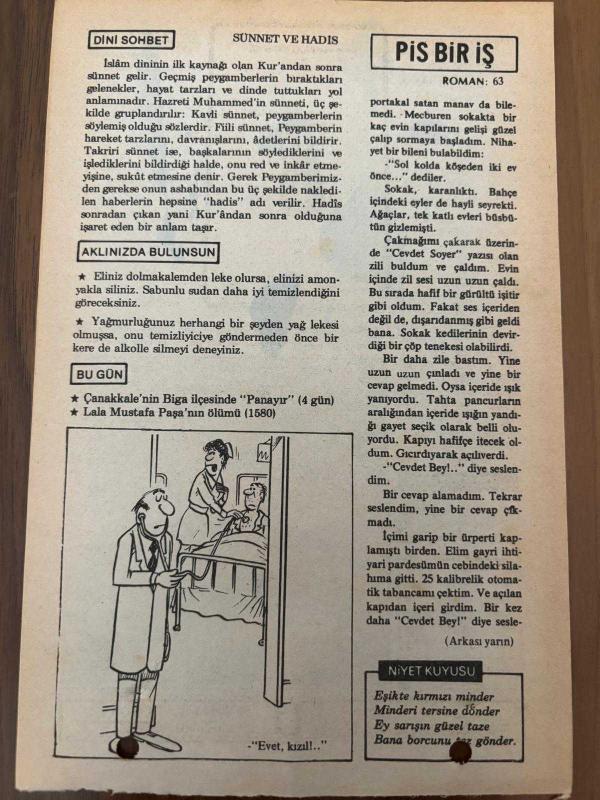 DİNİ SOHBET
SÜNNET VE HADIS
İslâm dininin ilk kaynağı olan Kur'andan sonra
sünnet gelir. Geçmiş peygamberlerin bıraktıkları
gelenekler, hayat tarzları ve dinde tuttukları yol
anlamınadır. Hazreti Muhammed'in sünneti, üç şe-
kilde gruplandırılır: Kavli sünnet, peygamberlerin
söylemiş olduğu sözlerdir. Fiili sünnet, Peygamberin
hareket tarzlarını, davranışlarını, âdetlerini bildirir.
Takriri sünnet ise, başkalarının söylediklerini ve
işlediklerini bildirdiği halde, onu red ve inkâr etme-
yişine, sukût etmesine denir. Gerek Peygamberimiz-
den gerekse onun ashabından bu üç şekilde nakledi-
len haberlerin hepsine "hadis" adı verilir. Hadîs
sonradan çıkan yani Kur'ândan sonra olduğuna
işaret eden bir anlam taşır.
AKLINIZDA BULUNSUN
★ Eliniz dolmakalemden leke olursa, elinizi amon-
yakla siliniz. Sabunlu sudan daha iyi temizlendiğini
göreceksiniz.
★ Yağmurluğunuz herhangi bir şeyden yağ lekesi
olmuşsa, onu temizliyiciye göndermeden önce bir
kere de alkolle silmeyi deneyiniz.
BU GÜN
★ Çanakkale'nin Biga ilçesinde "Panayır" (4 gün)
★ Lala Mustafa Paşa'nın ölümü (1580)
-"Evet, kızıl!.."
PİS BİR İŞ
ROMAN: 63
portakal satan manav da bile-
medi. Mecburen sokakta bir
kaç evin kapılarını gelişi güzel
çalıp sormaya başladım. Niha-
yet bir bileni bulabildim:
-"Sol kolda köşeden iki ev
önce..." dediler.
Sokak, karanlıktı. Bahçe
içindeki eyler de hayli seyrekti.
Ağaçlar, tek katlı evleri büsbü-
tün gizlemişti.
Çakmağımı çakarak üzerin-
de "Cevdet Soyer" yazısı olan
zili buldum ve çaldım. Evin
içinde zil sesi uzun uzun çaldı.
Bu sırada hafif bir gürültü işitir
gibi oldum. Fakat ses içeriden
değil de, dışarıdanmış gibi geldi
bana. Sokak kedilerinin devir-
diği bir çöp tenekesi olabilirdi.
Bir daha zile bastım. Yine
uzun uzun çınladı ve yine bir
cevap gelmedi. Oysa içeride ışık
yanıyordu. Tahta pancurların
aralığından içeride ışığın yandı-
ğı gayet seçik olarak belli olu-
yordu. Kapıyı hafifçe itecek ol-
dum. Gıcırdıyarak açılıverdi.
-"Cevdet Bey!.." diye seslen-
dim.
Bir cevap alamadım. Tekrar
seslendim, yine bir cevap çık-
madı.
İçimi garip bir ürperti kap-
lamıştı birden. Elim gayri ihti-
yari pardesümün cebindeki sila-
hıma gitti. 25 kalibrelik otoma-
tik tabancamı çektim. Ve açılan
kapıdan içeri girdim. Bir kez
daha "Cevdet Bey!" diye sesle-
(Arkası yarın)
NİYET KUYUSU
Eşikte kırmızı minder
Minderi tersine dönder
Ey sarışın güzel taze
Bana borcunu tez gönder.